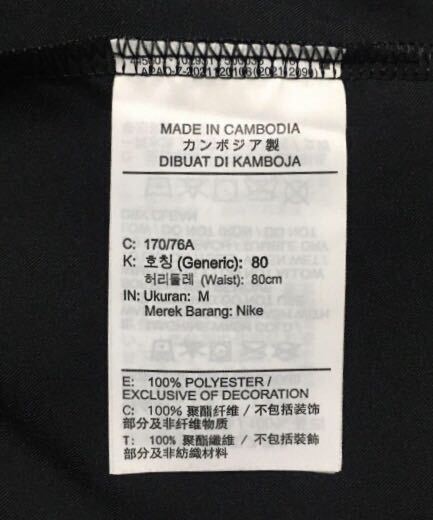 MADE IN CAMBODIA
カンボジア製
DIBUAT DI KAMBOJA
C: 170/76A
K: 호칭 (Generic): 80
허리둘레 (Waist): 80cm
IN: Ukuran: M
Merek Barang: Nike
E: 100% POLYESTER /
EXCLUSIVE OF DECORATION
C: 100% 聚酯纤维 / 不包括装饰
部分及非纤维物质
T: 100% 聚酯纖維 / 不包括裝飾
部分及非紡織材料